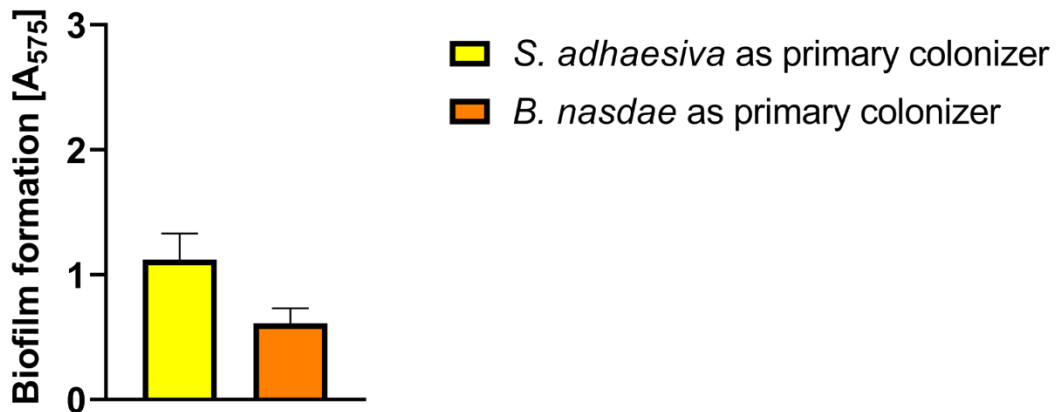 Biofilm formation [A₅₇₅]
3
2
1
0
S. adhaesiva as primary colonizer
B. nasdae as primary colonizer